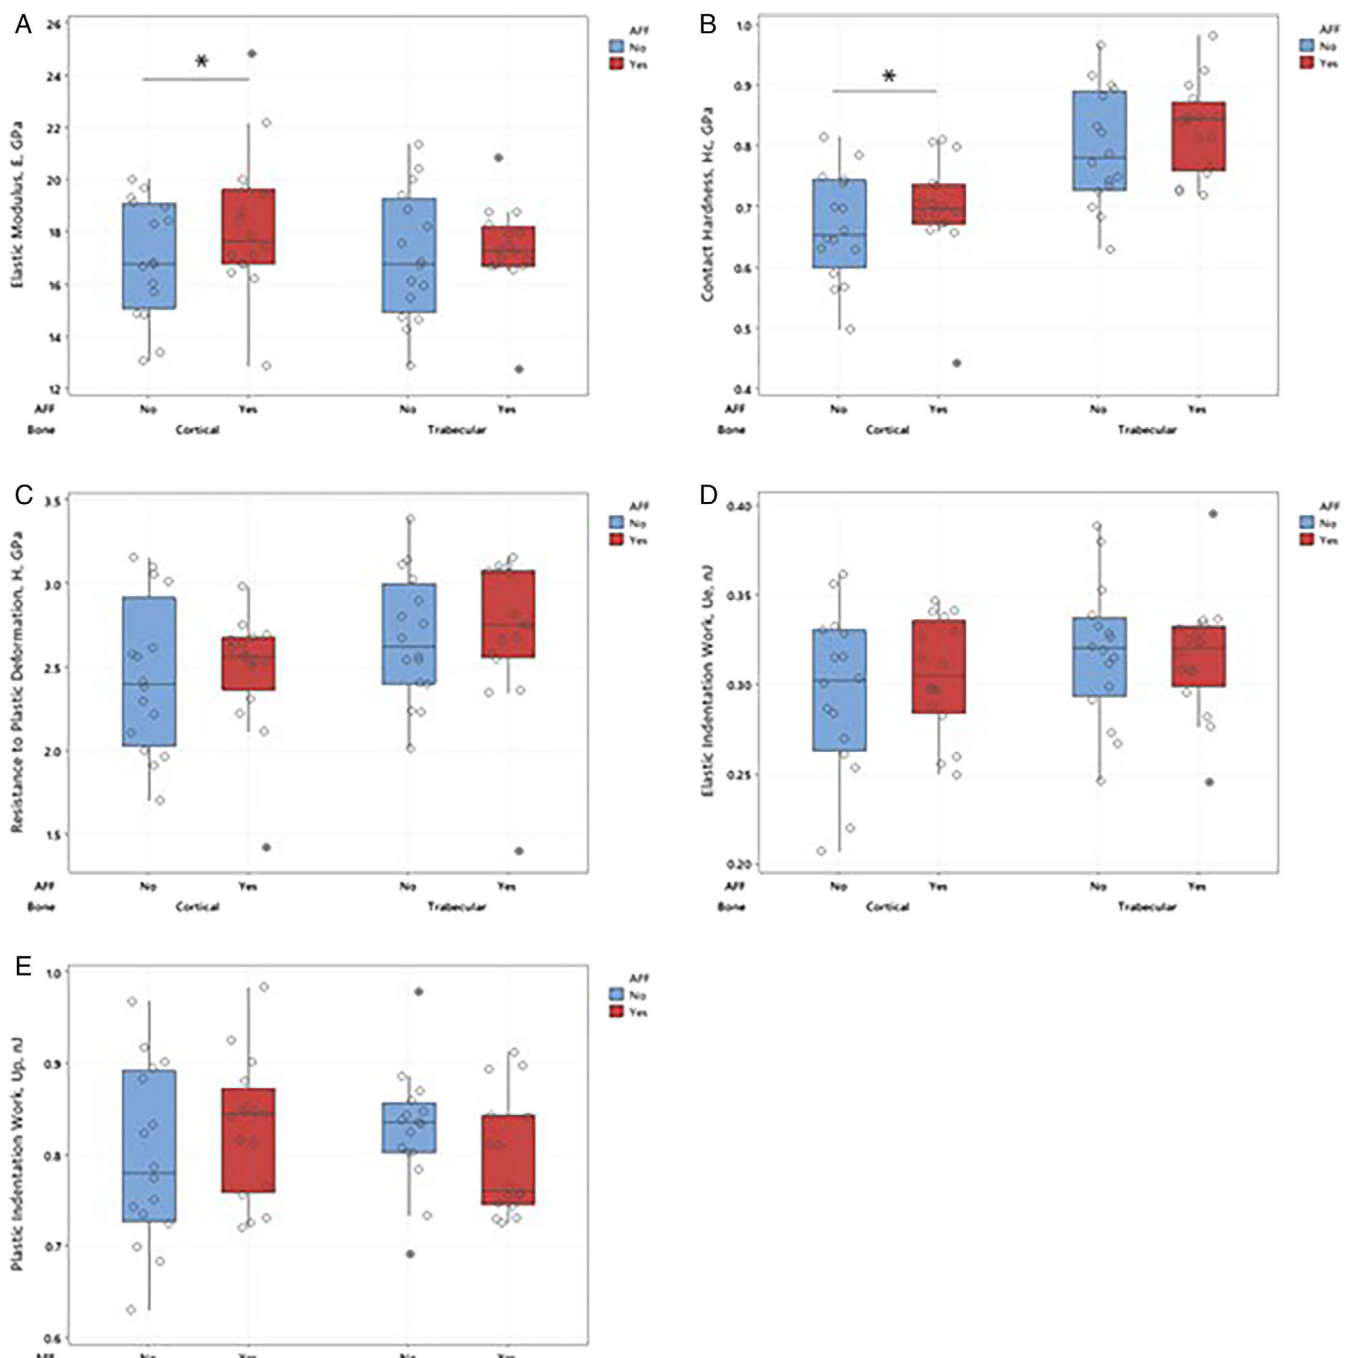 A
Elastic Modulus, E, GPa
26
24
22
20
18
16
14
12
*
AFF
No
Yes
AFF No Yes No Yes
Bone Cortical Trabecular
B
Contact Hardness, Hc, GPa
1.0
0.9
0.8
0.7
0.6
0.5
0.4
*
AFF
No
Yes
AFF No Yes No Yes
Bone Cortical Trabecular
C
Resistance to Plastic Deformation, H, GPa
3.5
3.0
2.5
2.0
1.5
AFF
No
Yes
AFF No Yes No Yes
Bone Cortical Trabecular
D
Elastic Indentation Work, Ue, nJ
0.40
0.35
0.30
0.25
0.20
AFF
No
Yes
AFF No Yes No Yes
Bone Cortical Trabecular
E
Plastic Indentation Work, Up, nJ
1.0
0.9
0.8
0.7
0.6
AFF
No
Yes
No Yes No Yes